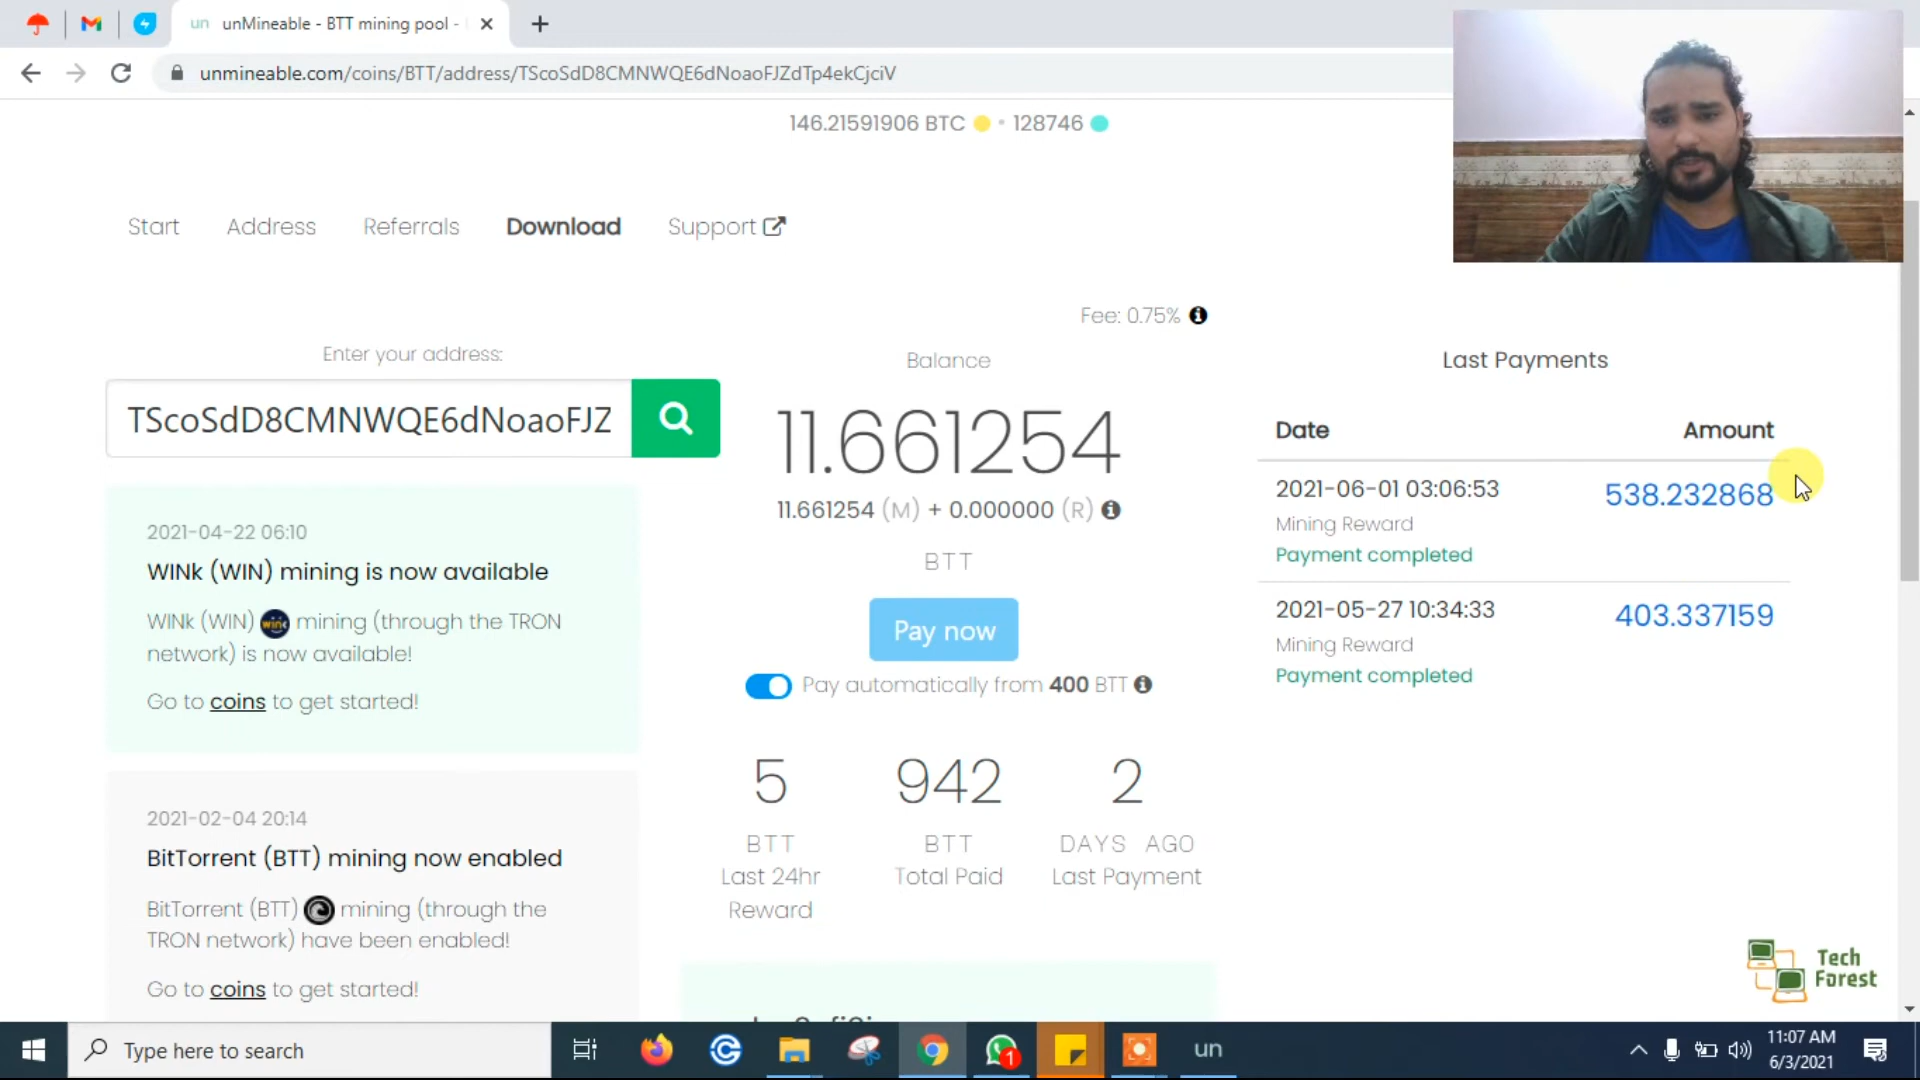 un unMineable - BTT mining pool -
unmineable.com/coins/BTT/address/TScoSdD8CMNWQE6dNoaoFJZdTp4ekCjciV
146.21591906 BTC • 128746
Start Address Referrals Download Support
Fee: 0.75%
Enter your address:
TScoSdD8CMNWQE6dNoaoFJZ
2021-04-22 06:10
WINk (WIN) mining is now available
WINk (WIN) mining (through the TRON
network) is now available!
Go to coins to get started!
2021-02-04 20:14
BitTorrent (BTT) mining now enabled
BitTorrent (BTT) mining (through the
TRON network) have been enabled!
Go to coins to get started!
Balance
11.661254
11.661254 (M) + 0.000000 (R)
BTT
Pay now
Pay automatically from 400 BTT
5 942 2
BTT BTT DAYS AGO
Last 24hr Total Paid Last Payment
Reward
Last Payments
Date Amount
2021-06-01 03:06:53 538.232868
Mining Reward
Payment completed
2021-05-27 10:34:33 403.337159
Mining Reward
Payment completed
Tech
Forest
Type here to search
1
un
11:07 AM
6/3/2021